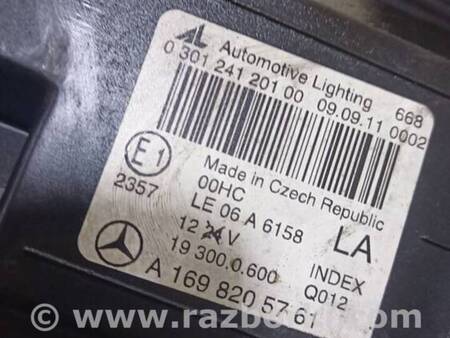 AL Automotive Lighting 668
0 301 241 201 00 09.09.11 0002
E1
2357
Made in Czech Republic
00HC
LE 06 A 6158 LA
12 V
19 300.0.600 INDEX
A 169 820 57 61 Q012
© www.razborka.com